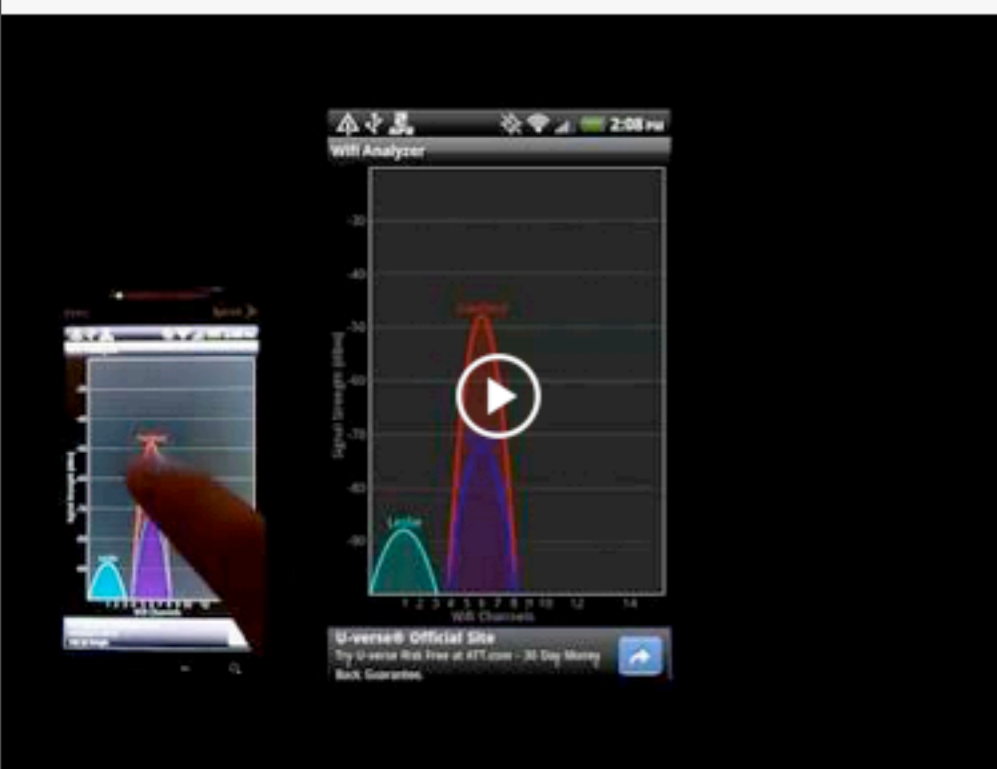 2:08 PM
Wifi Analyzer
-30
-40
-50
-60
-70
-80
-90
Signal Strength [dBm]
Leslie
1 2 3 4 5 6 7 8 9 10 12 14
Wifi Channels
U-verse® Official Site
Try U-verse Risk Free at ATT.com - 30 Day Money
Back Guarantee.